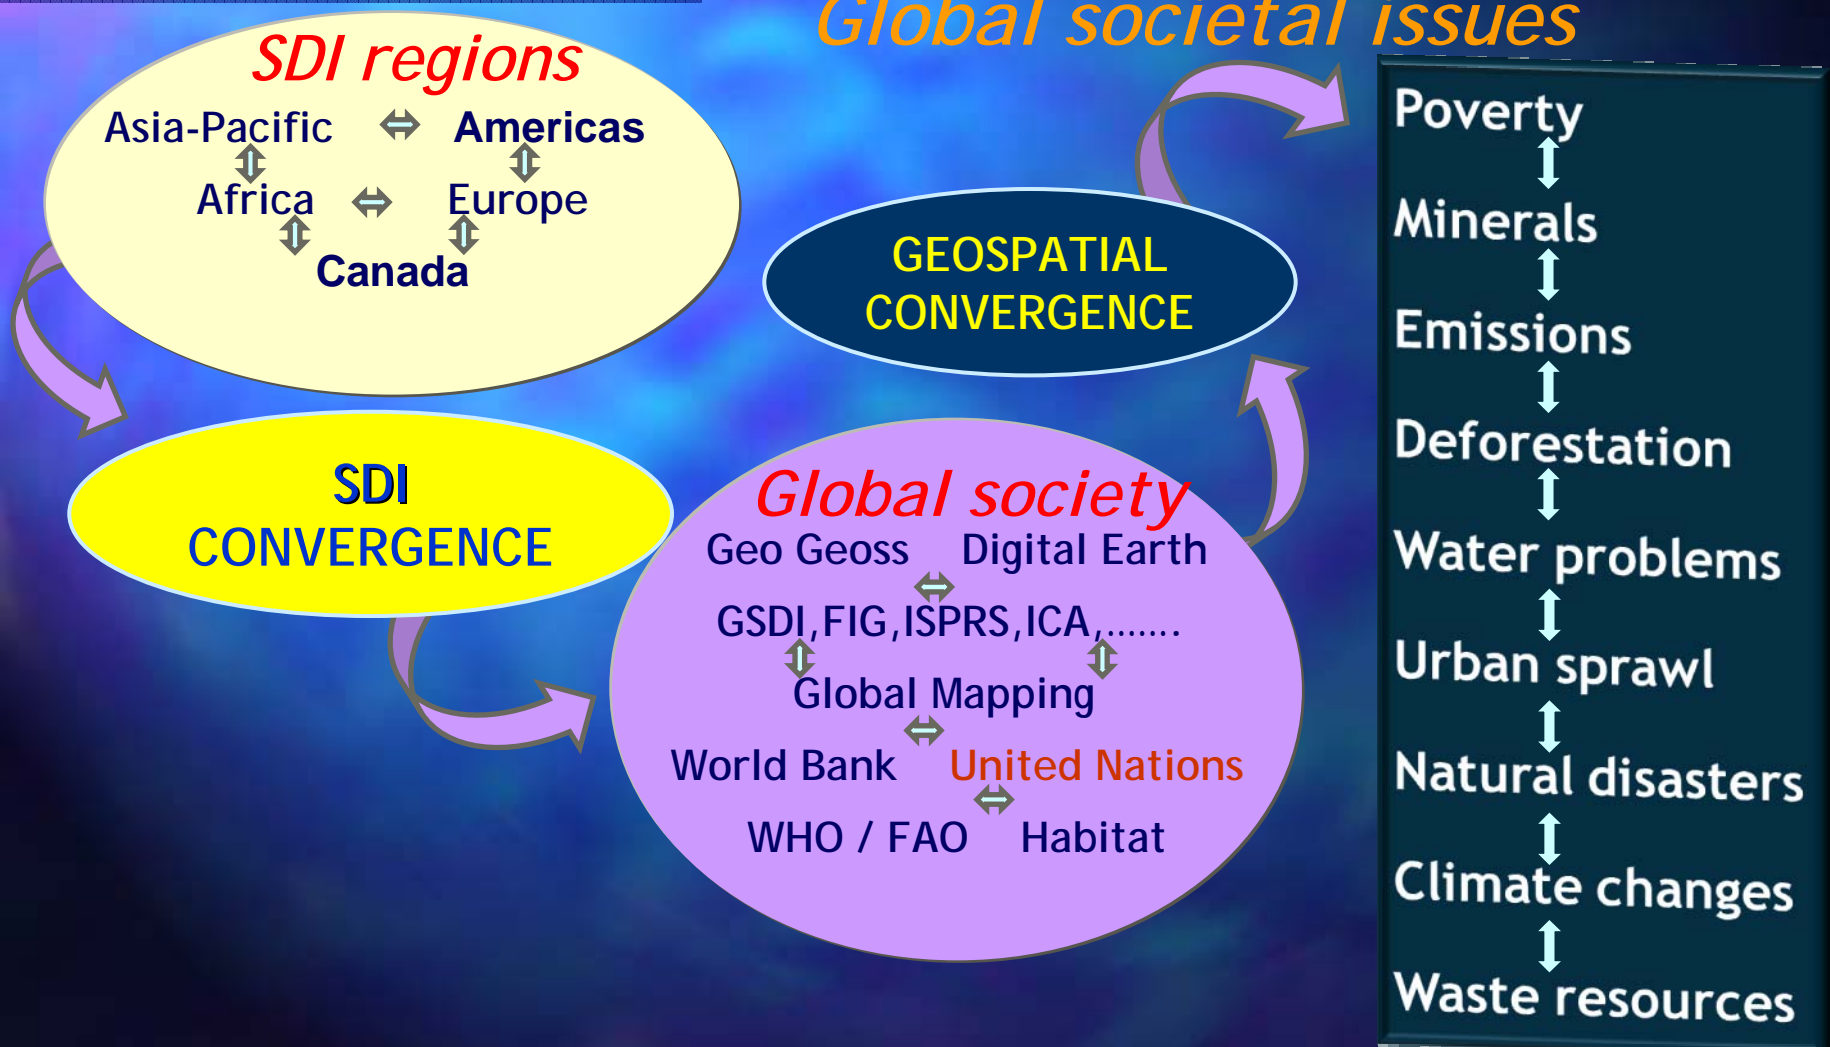 Global societal issues
SDI regions
Asia-Pacific Americas
Africa Europe
Canada
SDI
CONVERGENCE
GEOSPATIAL
CONVERGENCE
Global society
Geo Geoss Digital Earth
GSDI,FIG,ISPRS,ICA,…….
Global Mapping
World Bank United Nations
WHO / FAO Habitat
Poverty
Minerals
Emissions
Deforestation
Water problems
Urban sprawl
Natural disasters
Climate changes
Waste resources